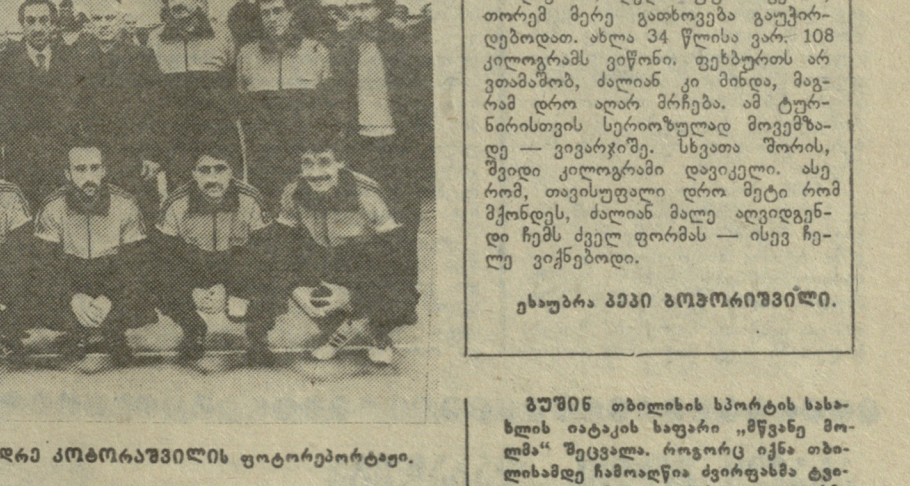 თორემ მერე გათხოვება გაუჭირ-
დებოდათ. ახლა 34 წლისა ვარ. 108
კილოგრამს ვიწონი. ფეხბურთს არ
ვთამაშობ, ძალიან კი მინდა, მაგ-
რამ დრო აღარ მრჩება. ამ ტურ-
ნირისთვის სერიოზულად მოვემზა-
დე — ვივარჯიშე. სხვათა შორის,
შვიდი კილოგრამი დავიკელი. ასე
რომ, თავისუფალი დრო მეტი რომ
მქონდეს, ძალიან მალე აღვიდგენ-
დი ჩემს ძველ ფორმას — ისევ ჩე-
ლე ვიქნებოდი.
ესაუბრა პეპი გოშორიშვილი.
დრე კოტორაშვილის ფოტორეპორტაჟი.
გუშინ თბილისის სპორტის სასა-
ხლის იატაკის საფარი „მწვანე მო-
ლმა“ შეცვალა. როგორც იქნა თბი-
ლისამდე ჩამოაღწია ძვირფასმა ტვი-